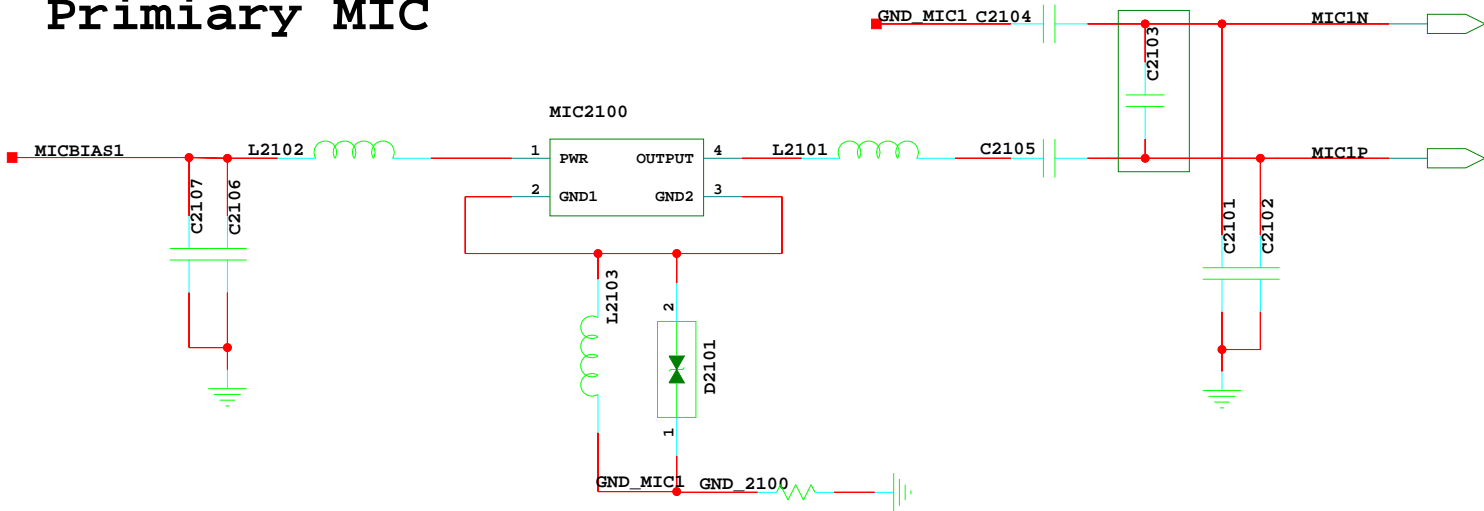 Primiary MIC
GND_MIC1 C2104
MIC1N
C2103
MIC2100
MICBIAS1
L2102
1 PWR OUTPUT 4
L2101
C2105
MIC1P
2 GND1 GND2 3
C2107
C2106
C2101
C2102
L2103
2
D2101
1
GND_MIC1 GND_2100